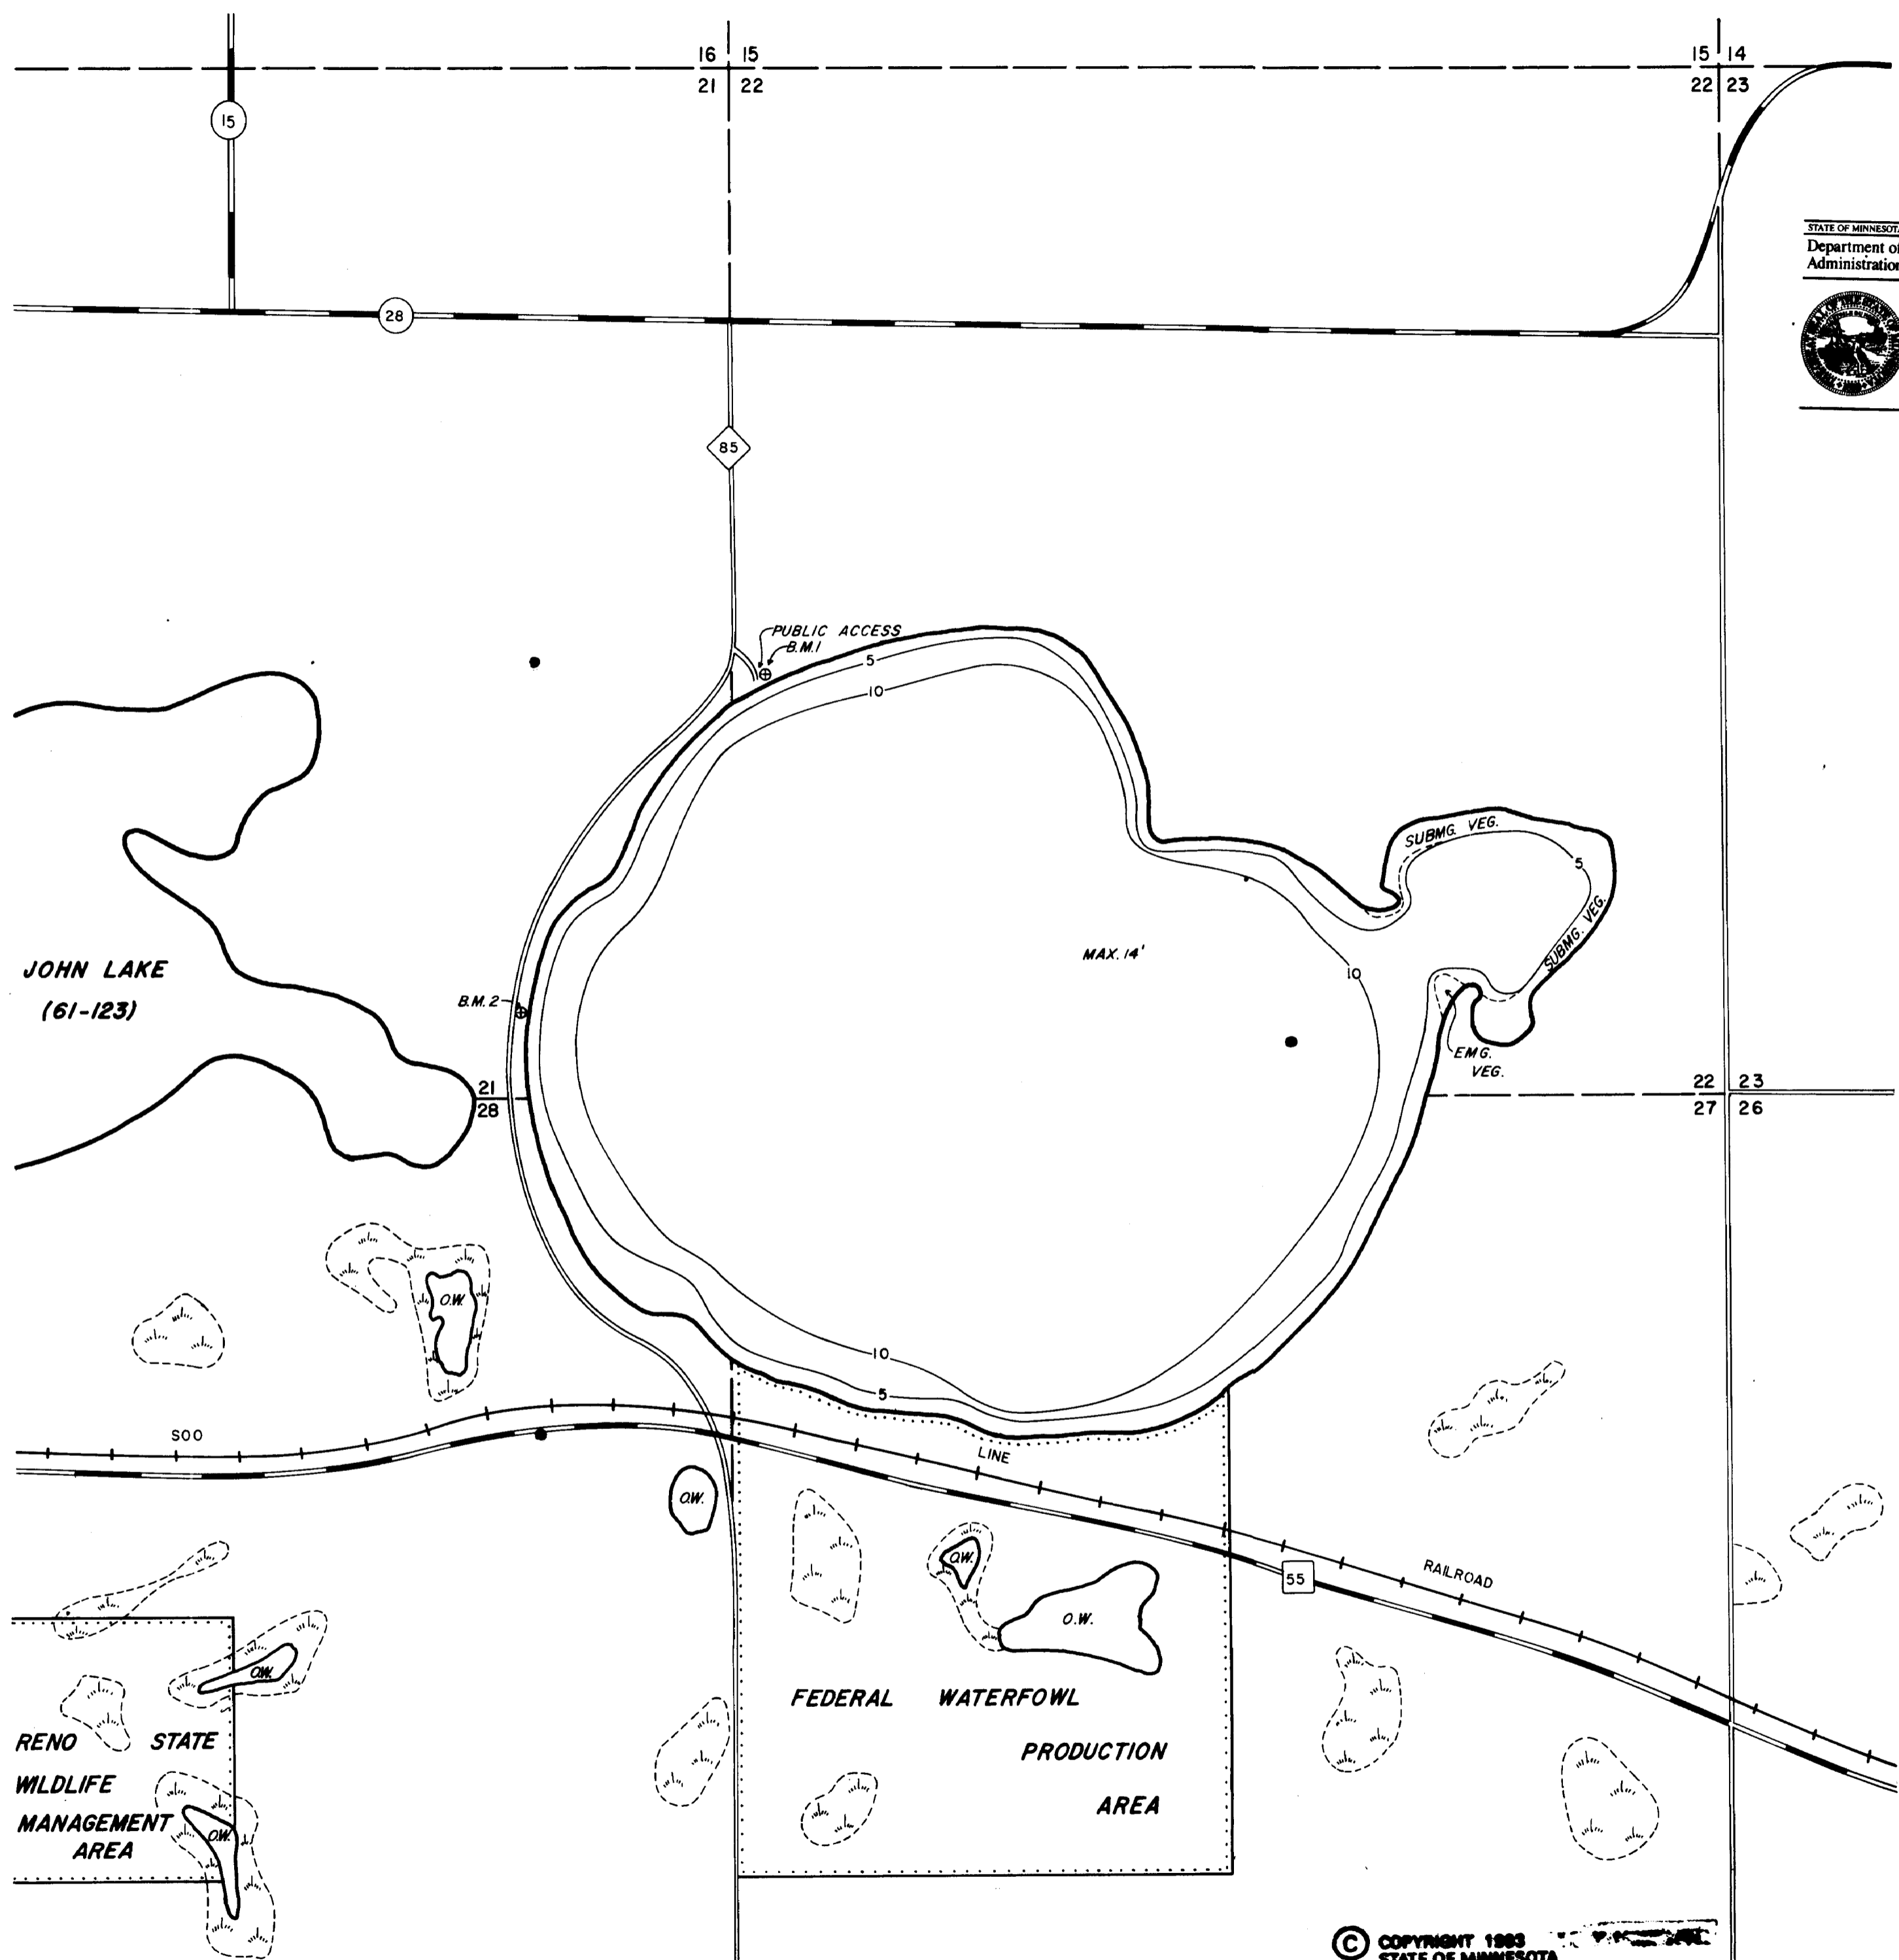 16 15
15 14
21 22
22 23
15
STATE OF MINNESOTA
Department of
Administration
28
85
PUBLIC ACCESS
B.M.1
5
10
SUBMG. VEG.
5
SUBMG. VEG.
MAX. 14'
10
JOHN LAKE
(61-123)
B.M. 2
EMG.
VEG.
21
28
22 23
27 26
O.W.
10
5
SOO
LINE
O.W.
O.W.
55
RAILROAD
O.W.
O.W.
FEDERAL WATERFOWL
PRODUCTION
AREA
RENO STATE
WILDLIFE
MANAGEMENT
AREA
O.W.
© COPYRIGHT 1983
STATE OF MINNESOTA